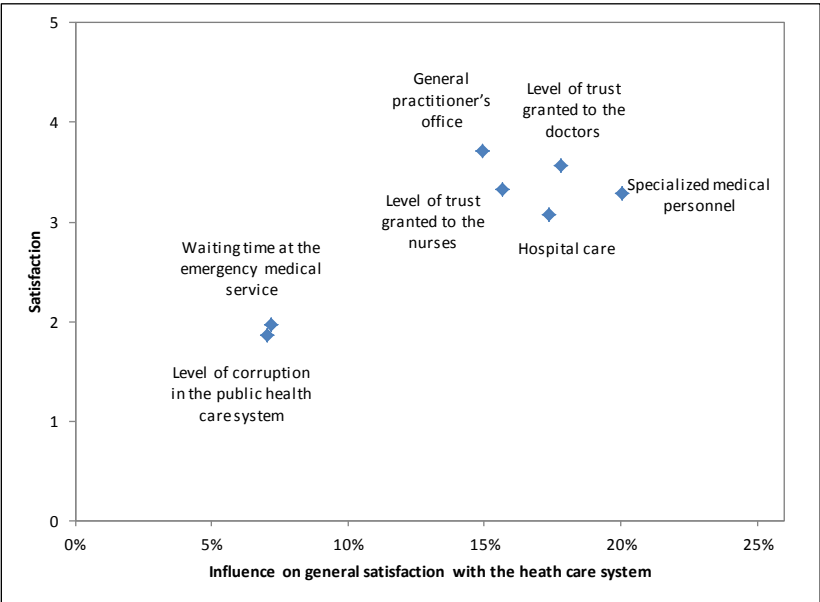 5
4
3
2
1
0
Satisfaction
General
practitioner's
office
Level of trust
granted to the
doctors
Specialized medical
personnel
Level of trust
granted to the
nurses
Hospital care
Waiting time at the
emergency medical
service
Level of corruption
in the public health
care system
0% 5% 10% 15% 20% 25%
Influence on general satisfaction with the heath care system